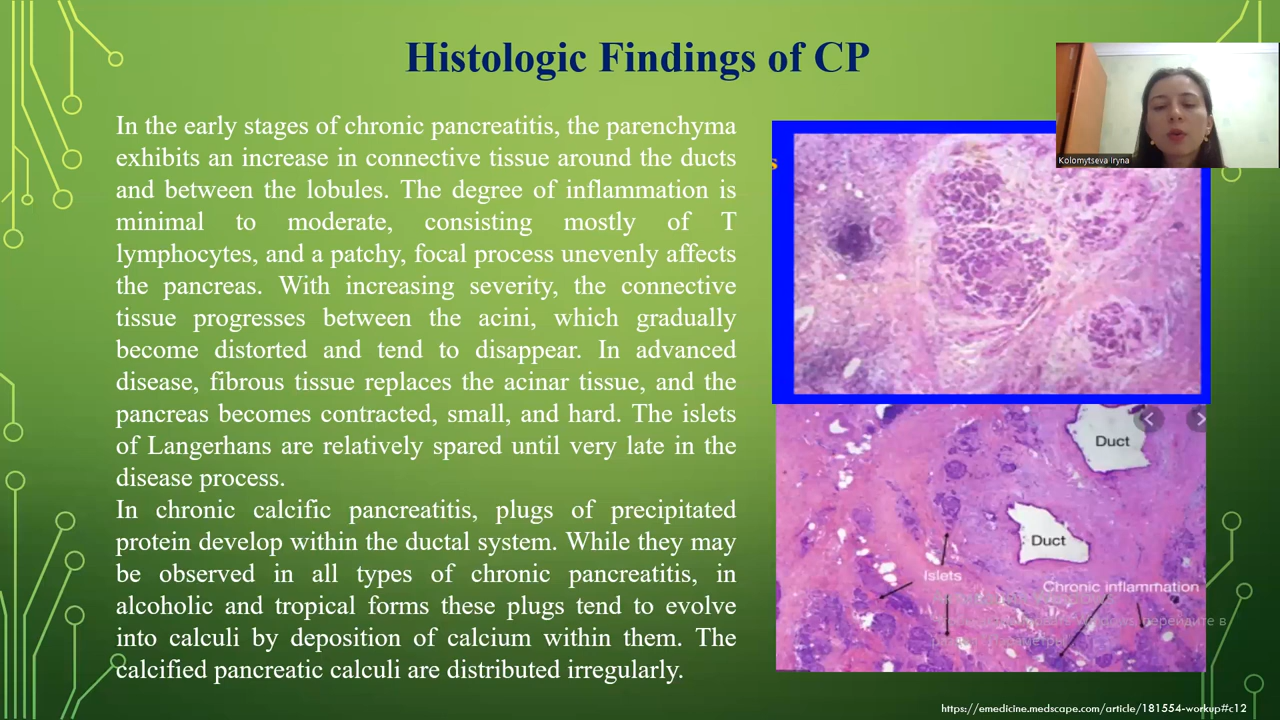 Histologic Findings of CP
In the early stages of chronic pancreatitis, the parenchyma
exhibits an increase in connective tissue around the ducts
and between the lobules. The degree of inflammation is
minimal to moderate, consisting mostly of T
lymphocytes, and a patchy, focal process unevenly affects
the pancreas. With increasing severity, the connective
tissue progresses between the acini, which gradually
become distorted and tend to disappear. In advanced
disease, fibrous tissue replaces the acinar tissue, and the
pancreas becomes contracted, small, and hard. The islets
of Langerhans are relatively spared until very late in the
disease process.
In chronic calcific pancreatitis, plugs of precipitated
protein develop within the ductal system. While they may
be observed in all types of chronic pancreatitis, in
alcoholic and tropical forms these plugs tend to evolve
into calculi by deposition of calcium within them. The
calcified pancreatic calculi are distributed irregularly.
Kolomytseva Iryna
s
Duct
Duct
Islets
Chronic inflammation
Windows, перейдите в
https://emedicine.medscape.com/article/181554-workup#c12